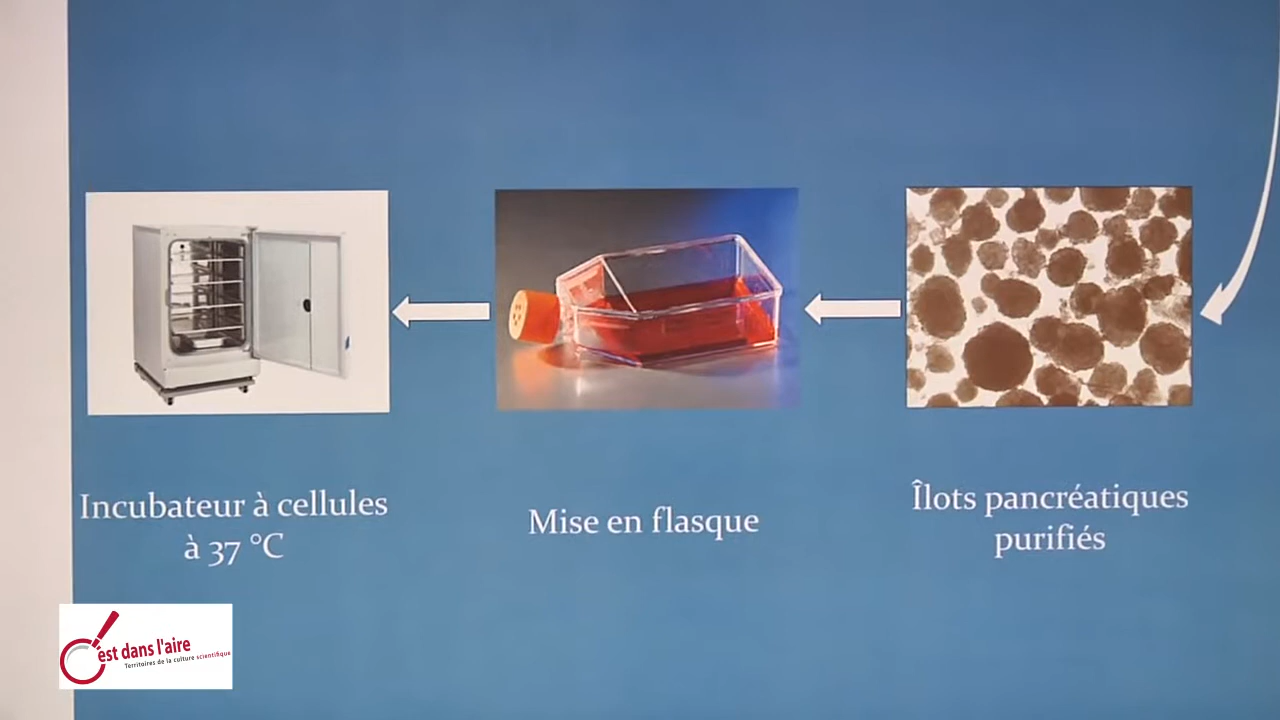 Incubateur à cellules
à 37 °C
Mise en flasque
Îlots pancréatiques
purifiés
C'est dans l'aire
Territoires de la culture scientifique